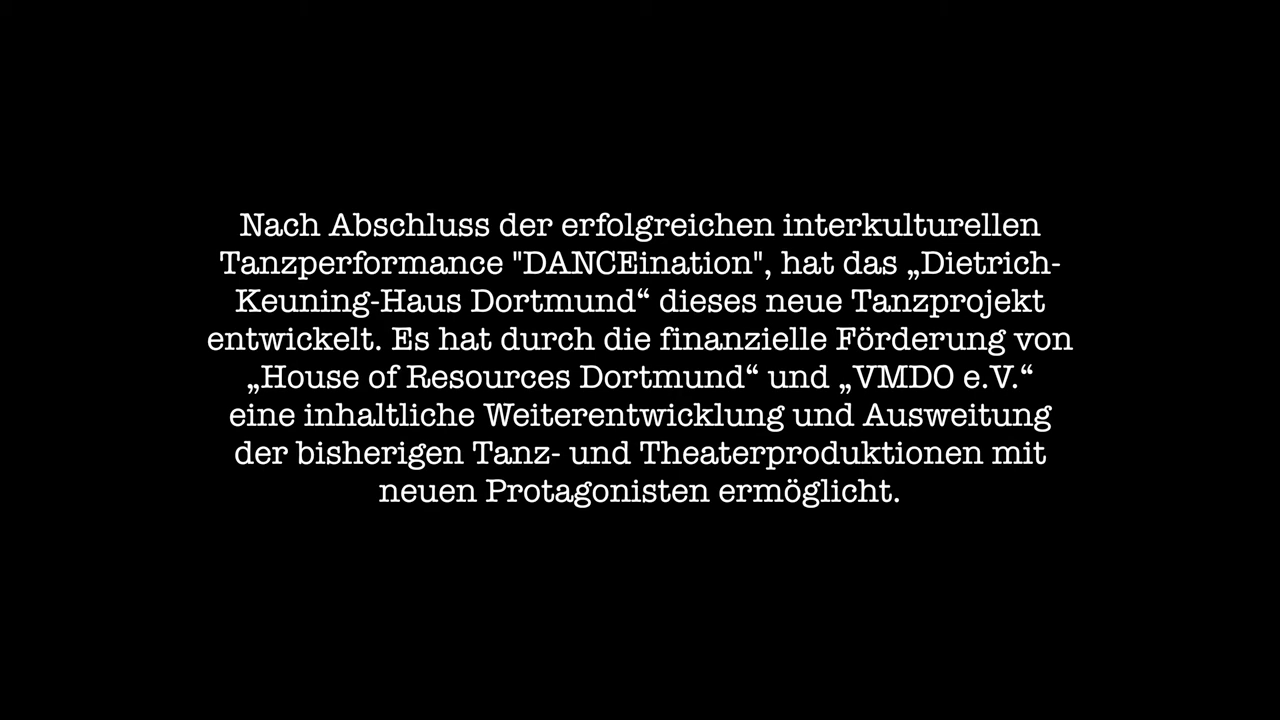 Nach Abschluss der erfolgreichen interkulturellen
Tanzperformance "DANCEination", hat das „Dietrich-
Keuning-Haus Dortmund“ dieses neue Tanzprojekt
entwickelt. Es hat durch die finanzielle Förderung von
„House of Resources Dortmund“ und „VMDO e.V.“
eine inhaltliche Weiterentwicklung und Ausweitung
der bisherigen Tanz- und Theaterproduktionen mit
neuen Protagonisten ermöglicht.